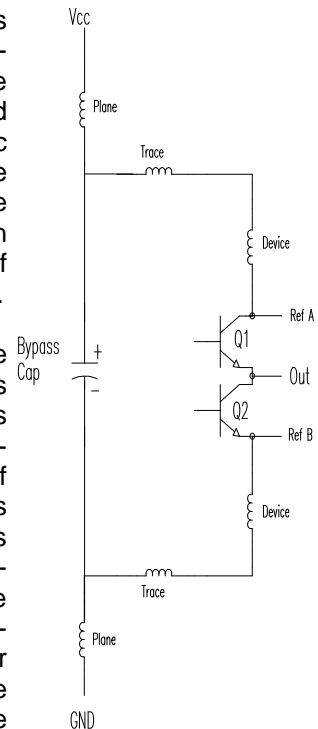 Vcc
Plane
Trace
Device
Ref A
Q1
Bypass
Cap
+
−
Out
Q2
Ref B
Device
Trace
Plane
GND